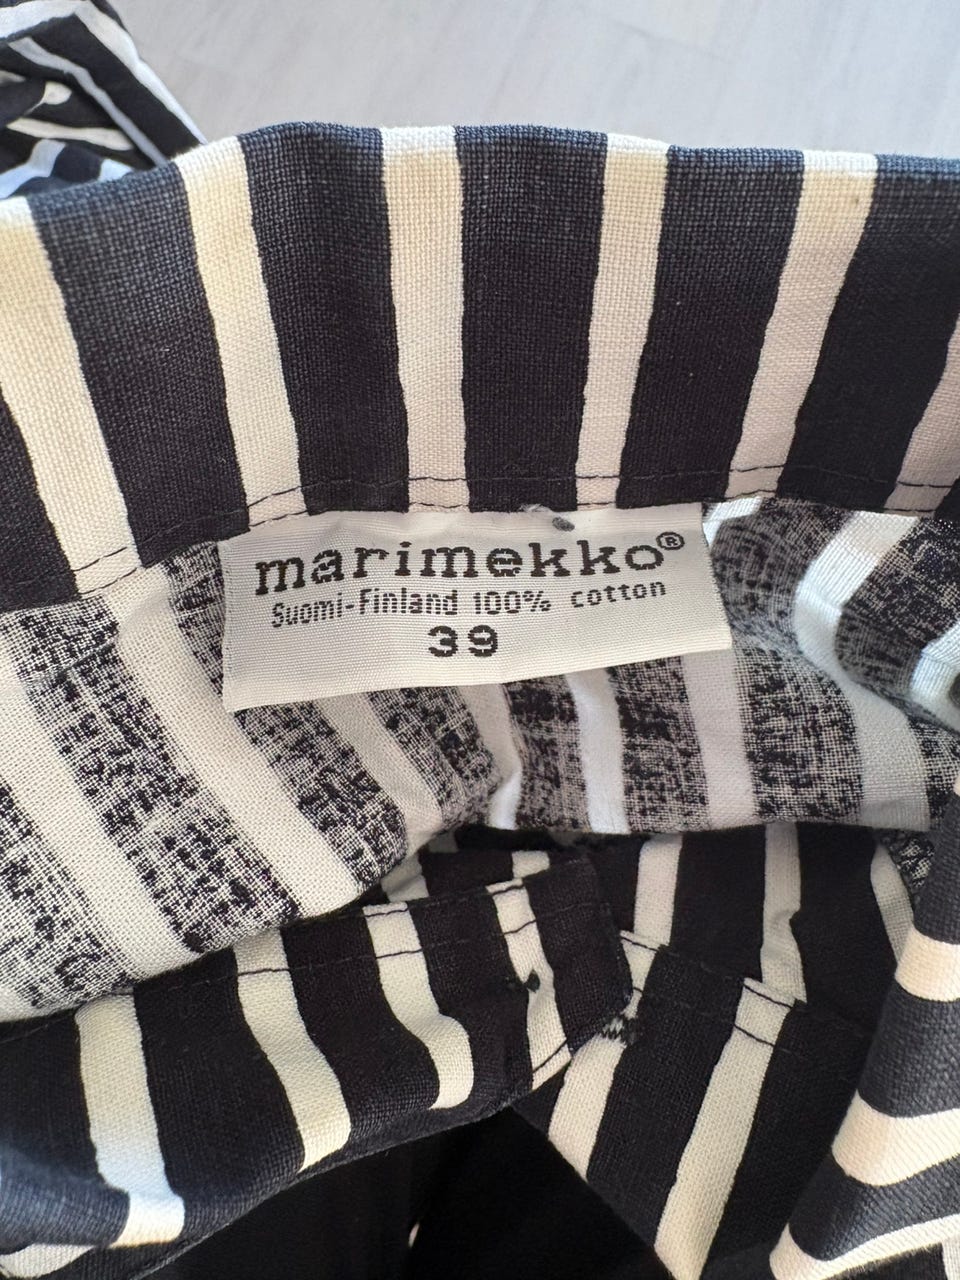 marimekko®
Suomi-Finland 100% cotton
39